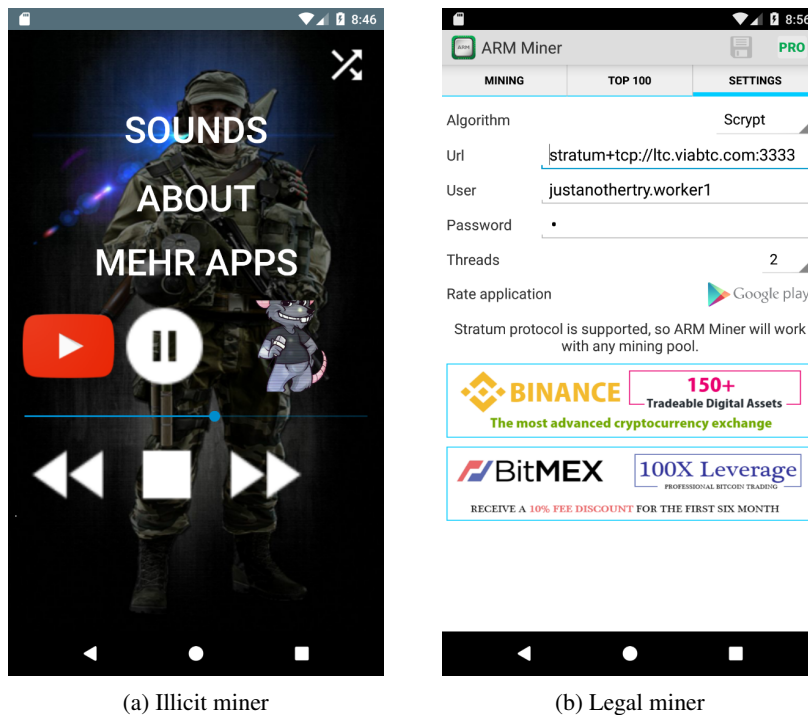 8:46
SOUNDS
ABOUT
MEHR APPS
(a) Illicit miner
8:56
ARM
ARM Miner
PRO
MINING
TOP 100
SETTINGS
Algorithm
Scrypt
Url
stratum+tcp://ltc.viabtc.com:3333
User
justanothertry.worker1
Password
•
Threads
2
Rate application
Google play
Stratum protocol is supported, so ARM Miner will work
with any mining pool.
BINANCE
150+
Tradeable Digital Assets
The most advanced cryptocurrency exchange
BitMEX
100X Leverage
PROFESSIONAL BITCOIN TRADING
RECEIVE A 10% FEE DISCOUNT FOR THE FIRST SIX MONTH
(b) Legal miner